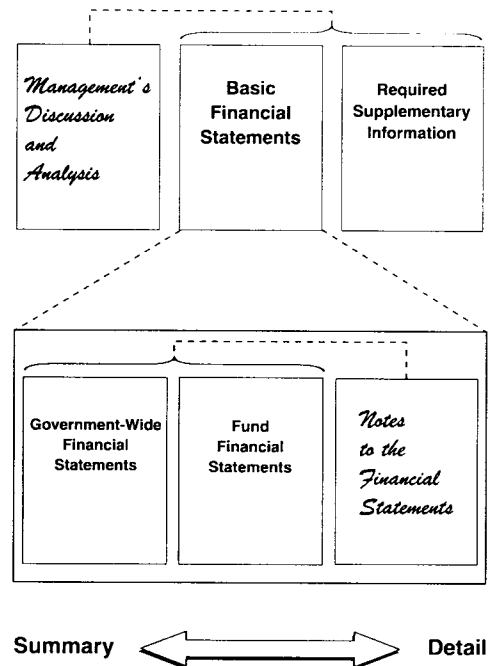 Management's
Discussion
and
Analysis
Basic
Financial
Statements
Required
Supplementary
Information
Government-Wide
Financial
Statements
Fund
Financial
Statements
Notes
to the
Financial
Statements
Summary
Detail